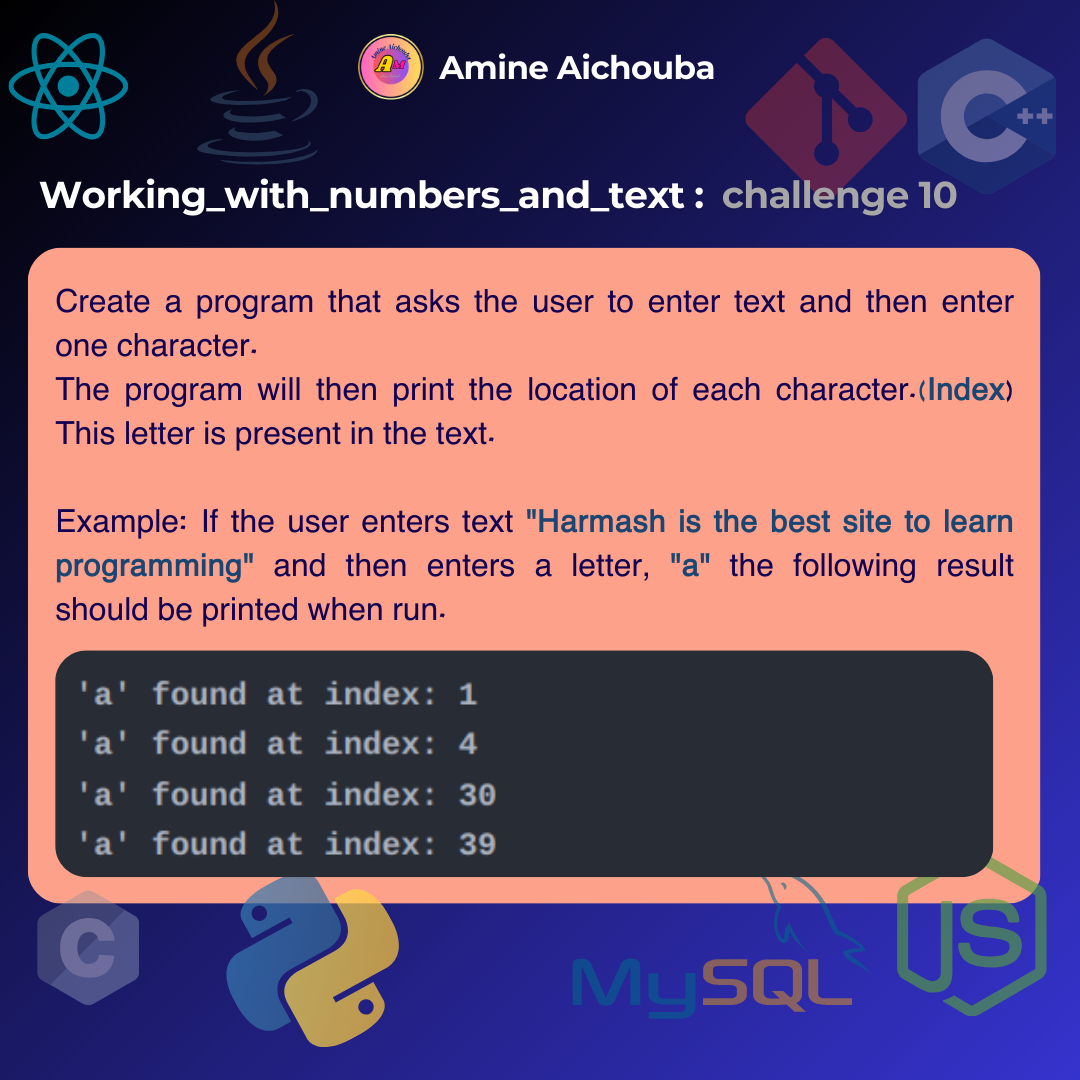 Amine Aichouba
AM
Amine Aichouba
C++
Working_with_numbers_and_text : challenge 10
Create a program that asks the user to enter text and then enter
one character.
The program will then print the location of each character.(Index)
This letter is present in the text.
Example: If the user enters text "Harmash is the best site to learn
programming" and then enters a letter, "a" the following result
should be printed when run.
'a' found at index: 1
'a' found at index: 4
'a' found at index: 30
'a' found at index: 39
C
MySQL
JS